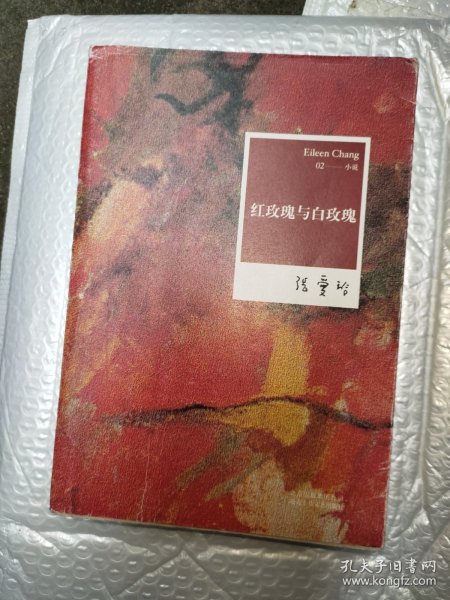 Eileen Chang
02——小说
红玫瑰与白玫瑰
張愛玲
孔夫子旧书网
www.kongfz.com